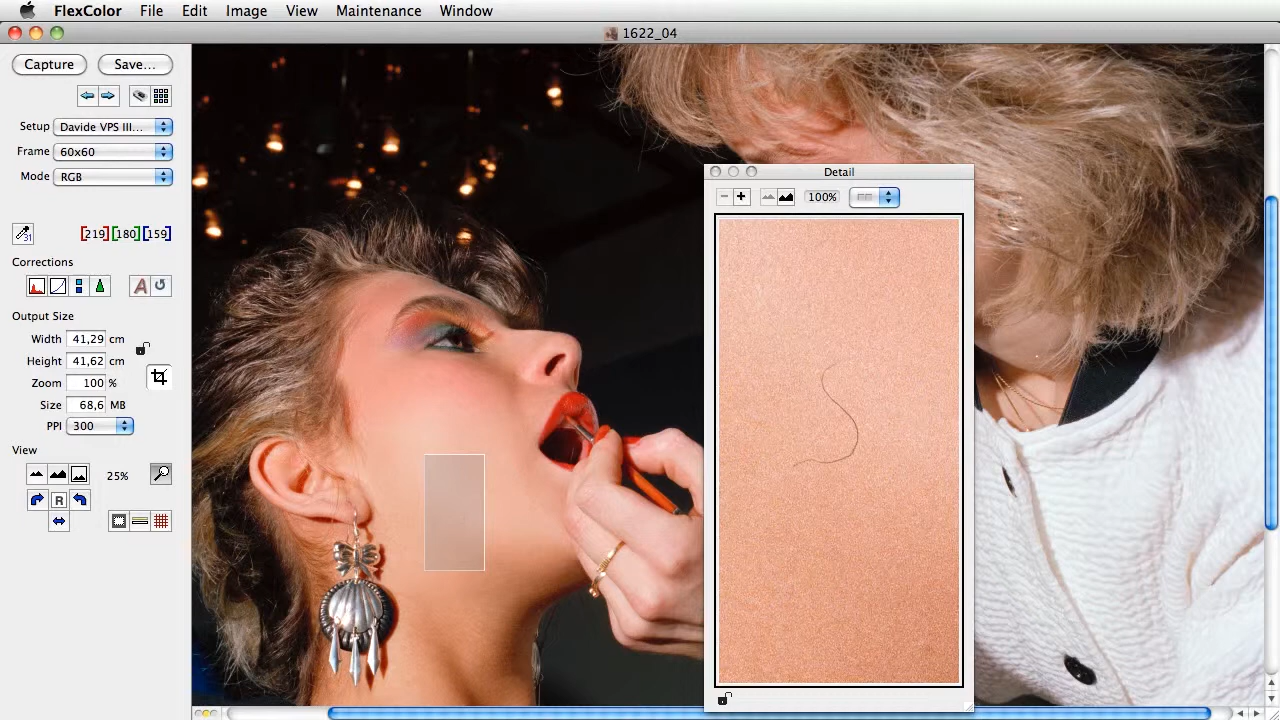 FlexColor File Edit Image View Maintenance Window
1622_04
Capture Save...
Setup Davide VPS III...
Frame 60x60
Mode RGB
31 [219] [180] [159]
Corrections
A
Output Size
Width 41,29 cm
Height 41,62 cm
Zoom 100 %
Size 68,6 MB
PPI 300
View
25%
R
Detail
100%